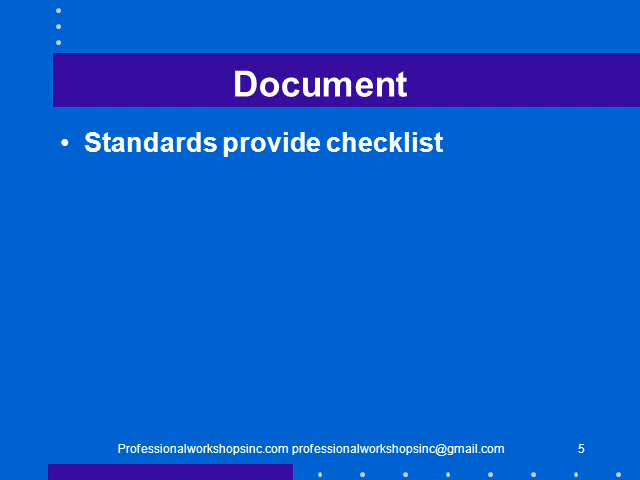 Document
• Standards provide checklist
Professionalworkshopsinc.com professionalworkshopsinc@gmail.com 5